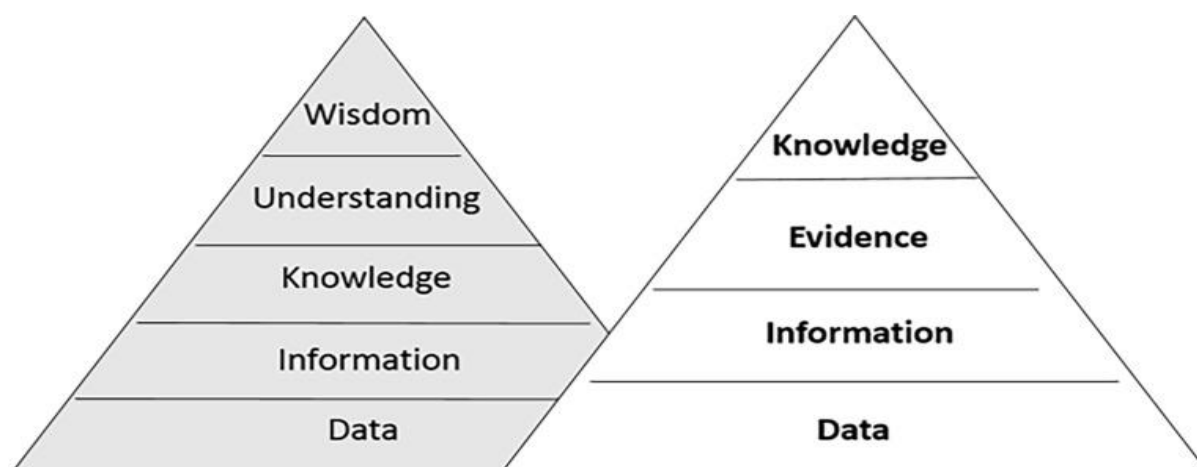 Wisdom
Understanding
Knowledge
Information
Data
Knowledge
Evidence
Information
Data